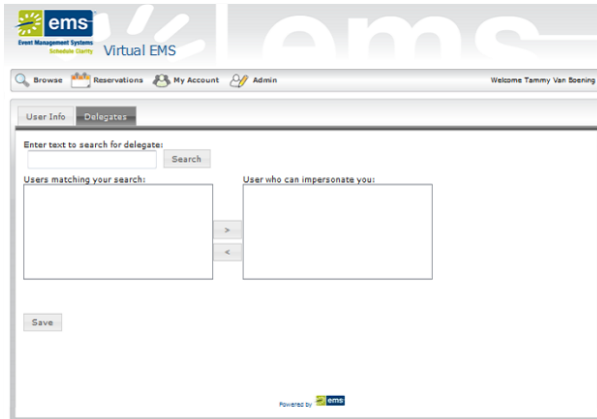 ems
Event Management Systems
Schedule Clarity
Virtual EMS
ems
Browse Reservations My Account Admin Welcome Tammy Van Boening
User Info Delegates
Enter text to search for delegate:
Search
Users matching your search: User who can impersonate you:
>
<
Save
Powered by ems